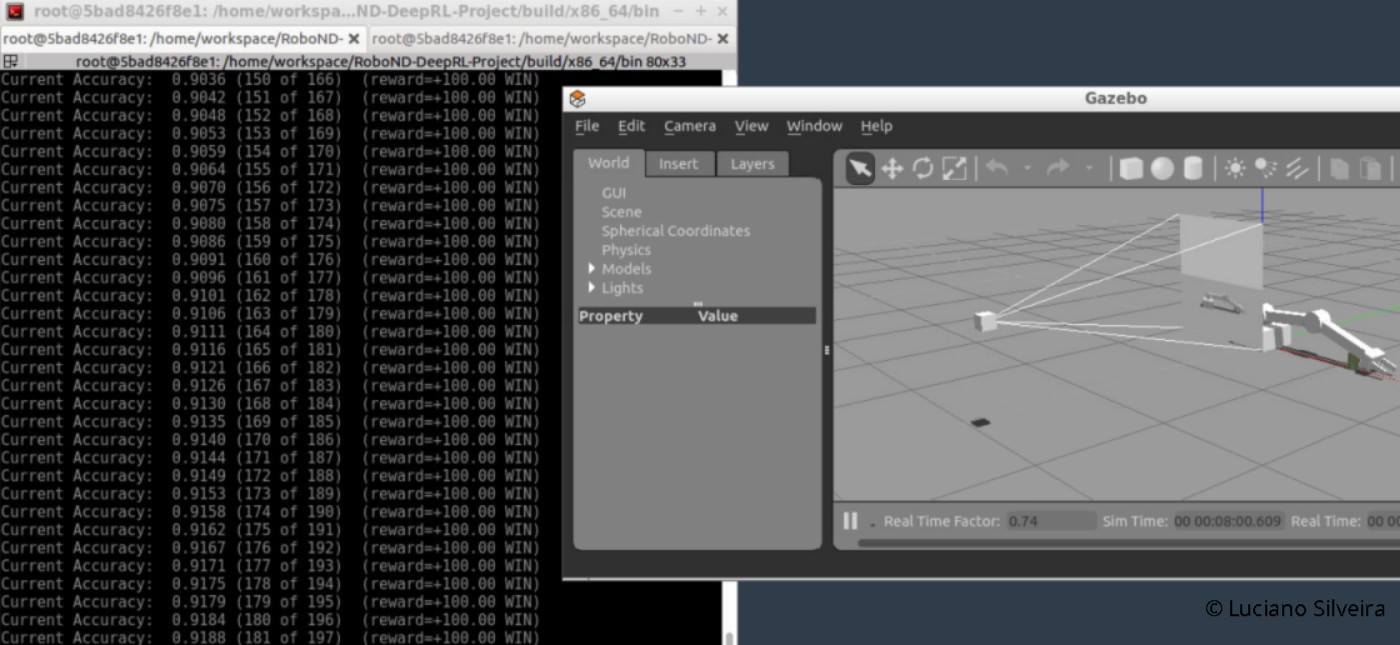 root@5bad8426f8e1: /home/workspa...ND-DeepRL-Project/build/x86_64/bin
root@5bad8426f8e1: /home/workspace/RoboND-
root@5bad8426f8e1: /home/workspace/RoboND-
root@5bad8426f8e1: /home/workspace/RoboND-DeepRL-Project/build/x86_64/bin 80x33
Current Accuracy: 0.9036 (150 of 166) (reward=+100.00 WIN)
Current Accuracy: 0.9042 (151 of 167) (reward=+100.00 WIN)
Current Accuracy: 0.9048 (152 of 168) (reward=+100.00 WIN)
Current Accuracy: 0.9053 (153 of 169) (reward=+100.00 WIN)
Current Accuracy: 0.9059 (154 of 170) (reward=+100.00 WIN)
Current Accuracy: 0.9064 (155 of 171) (reward=+100.00 WIN)
Current Accuracy: 0.9070 (156 of 172) (reward=+100.00 WIN)
Current Accuracy: 0.9075 (157 of 173) (reward=+100.00 WIN)
Current Accuracy: 0.9080 (158 of 174) (reward=+100.00 WIN)
Current Accuracy: 0.9086 (159 of 175) (reward=+100.00 WIN)
Current Accuracy: 0.9091 (160 of 176) (reward=+100.00 WIN)
Current Accuracy: 0.9096 (161 of 177) (reward=+100.00 WIN)
Current Accuracy: 0.9101 (162 of 178) (reward=+100.00 WIN)
Current Accuracy: 0.9106 (163 of 179) (reward=+100.00 WIN)
Current Accuracy: 0.9111 (164 of 180) (reward=+100.00 WIN)
Current Accuracy: 0.9116 (165 of 181) (reward=+100.00 WIN)
Current Accuracy: 0.9121 (166 of 182) (reward=+100.00 WIN)
Current Accuracy: 0.9126 (167 of 183) (reward=+100.00 WIN)
Current Accuracy: 0.9130 (168 of 184) (reward=+100.00 WIN)
Current Accuracy: 0.9135 (169 of 185) (reward=+100.00 WIN)
Current Accuracy: 0.9140 (170 of 186) (reward=+100.00 WIN)
Current Accuracy: 0.9144 (171 of 187) (reward=+100.00 WIN)
Current Accuracy: 0.9149 (172 of 188) (reward=+100.00 WIN)
Current Accuracy: 0.9153 (173 of 189) (reward=+100.00 WIN)
Current Accuracy: 0.9158 (174 of 190) (reward=+100.00 WIN)
Current Accuracy: 0.9162 (175 of 191) (reward=+100.00 WIN)
Current Accuracy: 0.9167 (176 of 192) (reward=+100.00 WIN)
Current Accuracy: 0.9171 (177 of 193) (reward=+100.00 WIN)
Current Accuracy: 0.9175 (178 of 194) (reward=+100.00 WIN)
Current Accuracy: 0.9179 (179 of 195) (reward=+100.00 WIN)
Current Accuracy: 0.9184 (180 of 196) (reward=+100.00 WIN)
Current Accuracy: 0.9188 (181 of 197) (reward=+100.00 WIN)
Gazebo
File Edit Camera View Window Help
World Insert Layers
GUI
Scene
Spherical Coordinates
Physics
Models
Lights
Property Value
Real Time Factor: 0.74 Sim Time: 00 00:08:00.609 Real Time: 00 00
© Luciano Silveira